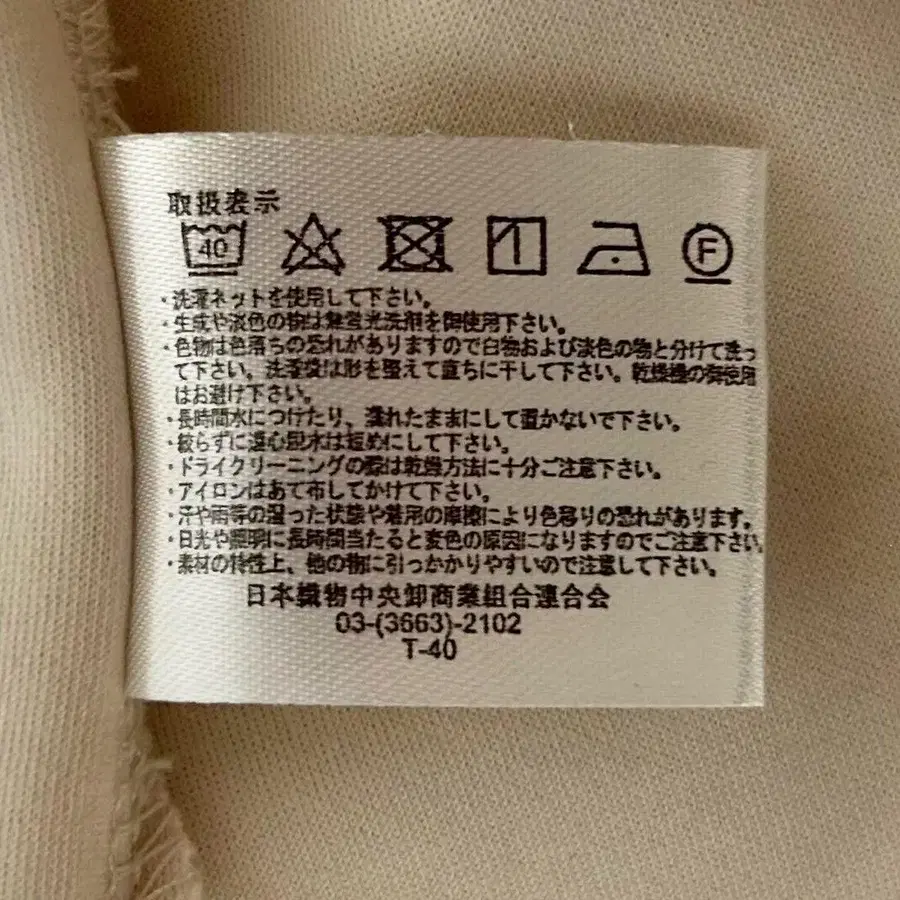 取扱表示
40 F
・洗濯ネットを使用して下さい。
・生成や淡色の物は無蛍光洗剤を御使用下さい。
・色物は色落ちの恐れがありますので白物および淡色の物と分けて洗っ
て下さい。洗濯後は形を整えて直ちに干して下さい。乾燥機の御使用
はお避け下さい。
・長時間水につけたり、濡れたままにして置かないで下さい。
・絞らずに遠心脱水は短めにして下さい。
・ドライクリーニングの際は乾燥方法に十分ご注意下さい。
・アイロンはあて布してかけて下さい。
・汗や雨等の湿った状態や着用の摩擦により色移りの恐れがあります。
・日光や照明に長時間当たると変色の原因になりますのでご注意下さい。
・素材の特性上、他の物に引っかかりやすいので注意して下さい。
日本織物中央卸商業組合連合会
03-(3663)-2102
T-40